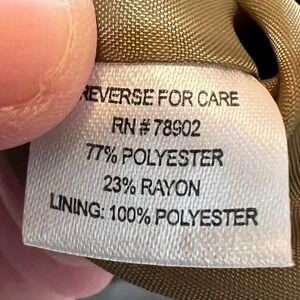 REVERSE FOR CARE
RN # 78902
77% POLYESTER
23% RAYON
LINING: 100% POLYESTER